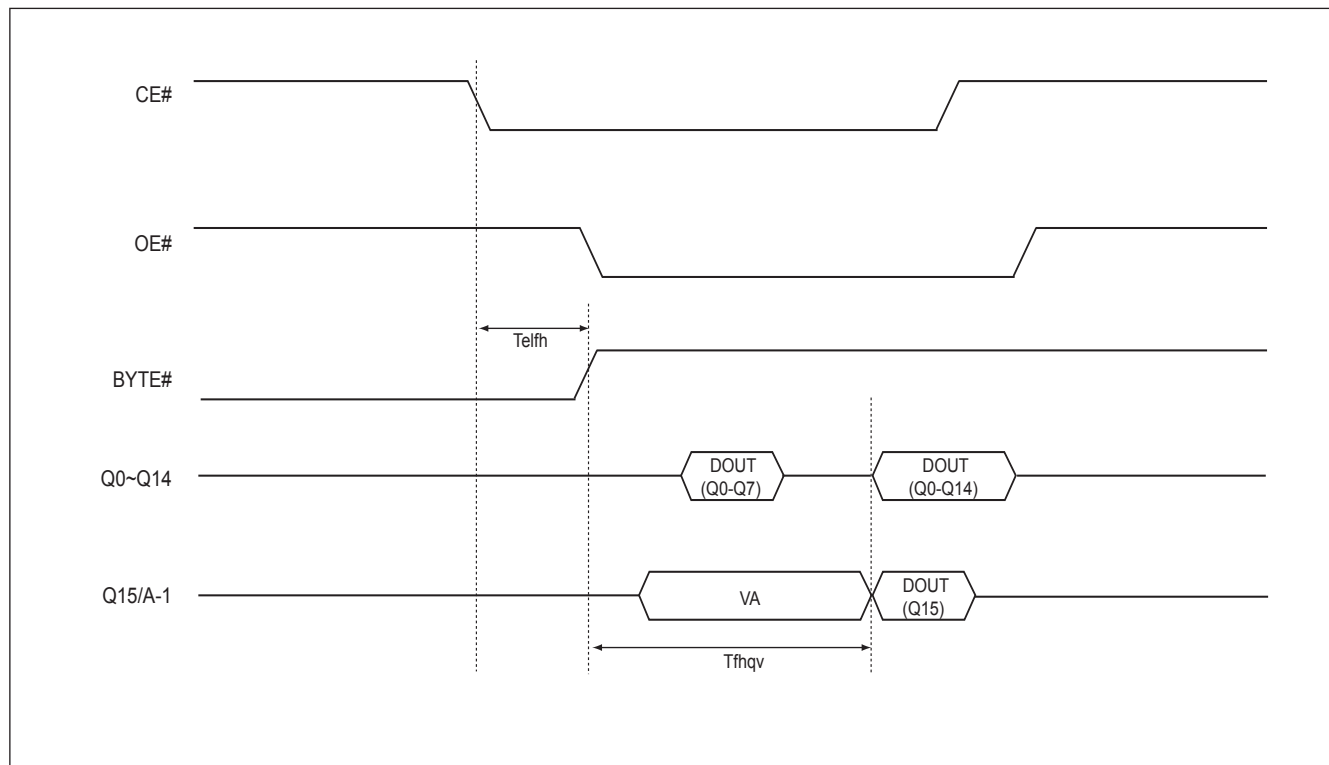 CE#
OE#
Telfh
BYTE#
Q0~Q14
DOUT
(Q0-Q7)
DOUT
(Q0-Q14)
Q15/A-1
VA
DOUT
(Q15)
Tfhqv